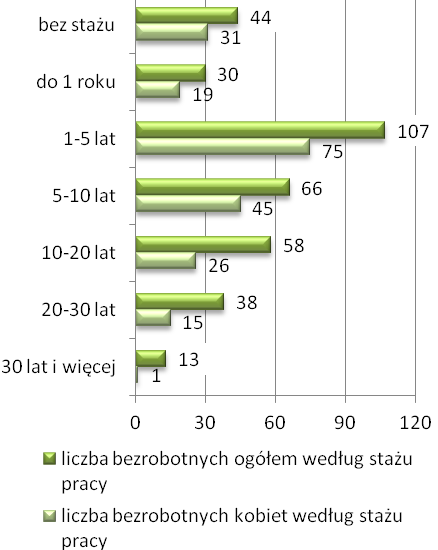 bez stażu 44
31
do 1 roku 30
19
1-5 lat 107
75
5-10 lat 66
45
10-20 lat 58
26
20-30 lat 38
15
30 lat i więcej 13
1
0 30 60 90 120
liczba bezrobotnych ogółem według stażu
pracy
liczba bezrobotnych kobiet według stażu
pracy